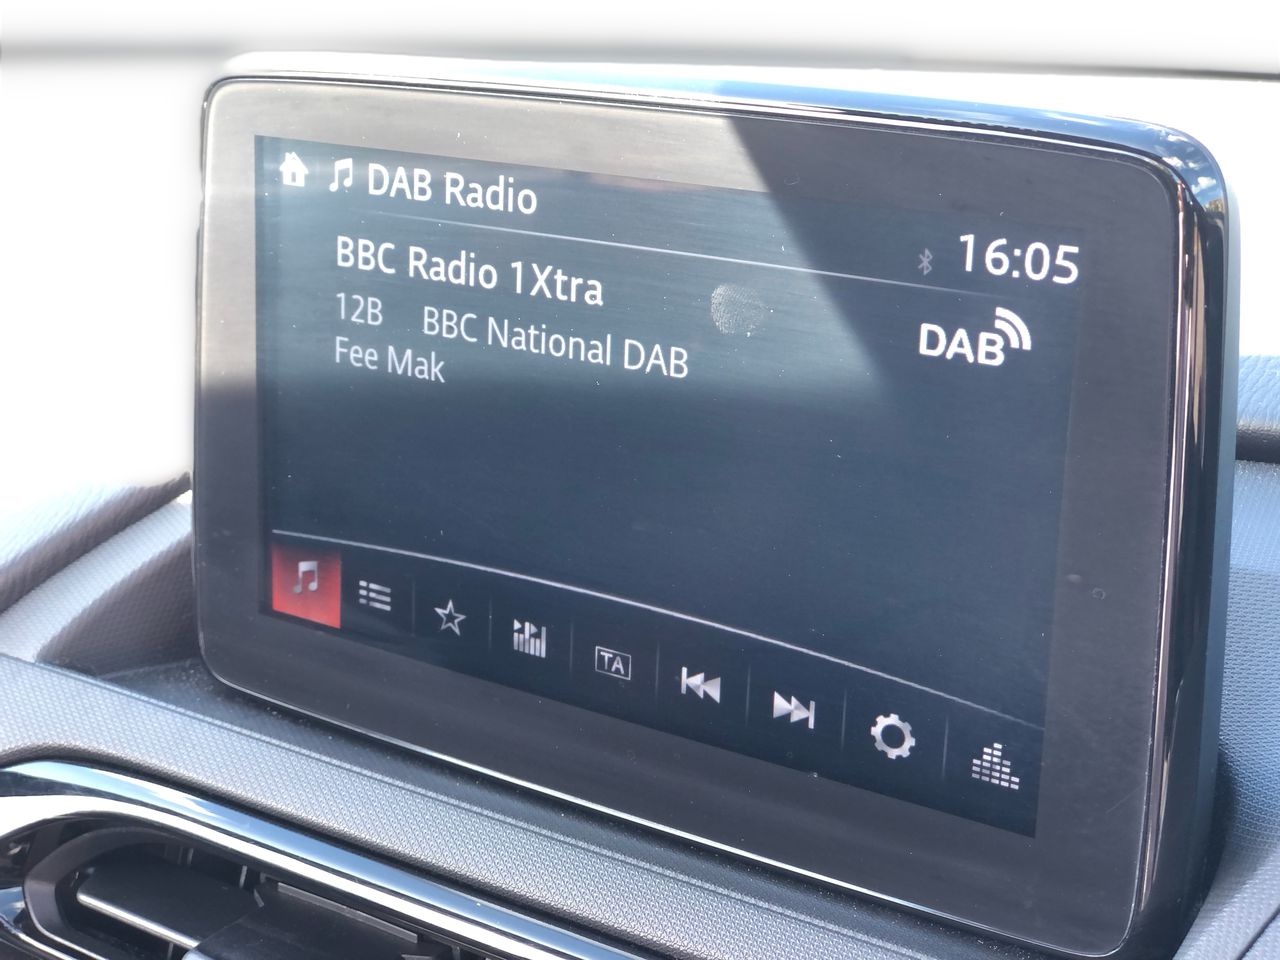 DAB Radio
16:05
BBC Radio 1Xtra
12B BBC National DAB
DAB
Fee Mak
TA